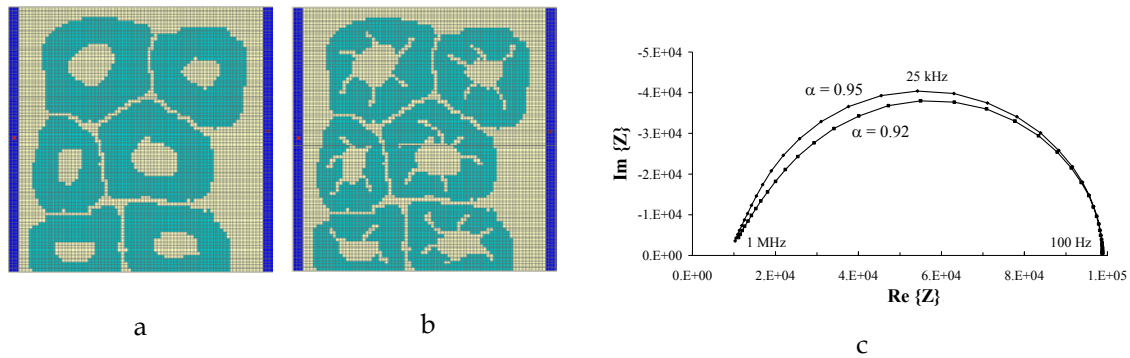 -5.E+04
-4.E+04
-3.E+04
-2.E+04
-1.E+04
0.E+00
Im {Z}
α = 0.95
25 kHz
α = 0.92
1 MHz
100 Hz
0.E+00 2.E+04 4.E+04 6.E+04 8.E+04 1.E+05
Re {Z}
a
b
c